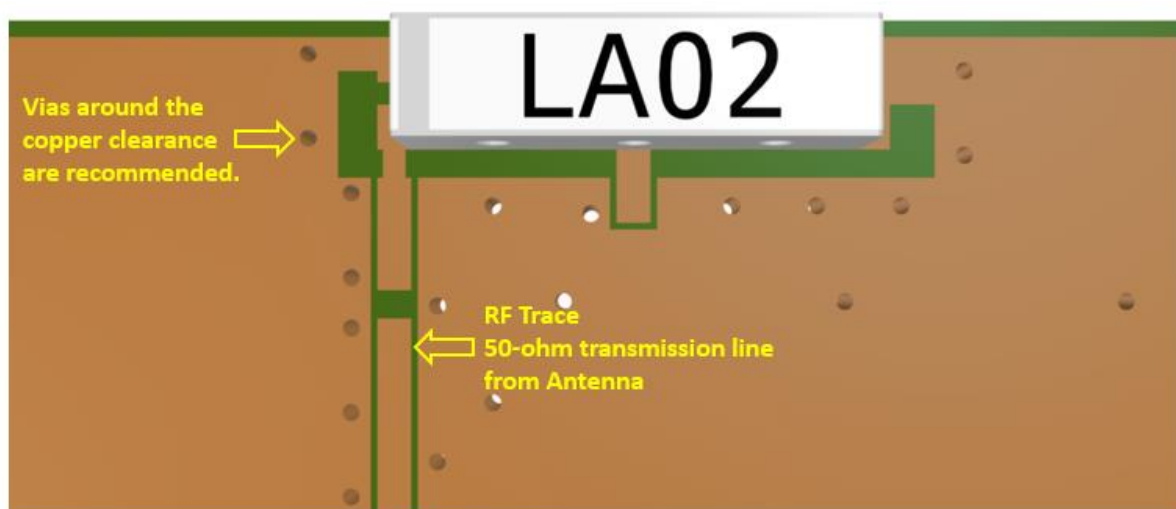 LA02
Vias around the
copper clearance
are recommended.
RF Trace
50-ohm transmission line
from Antenna